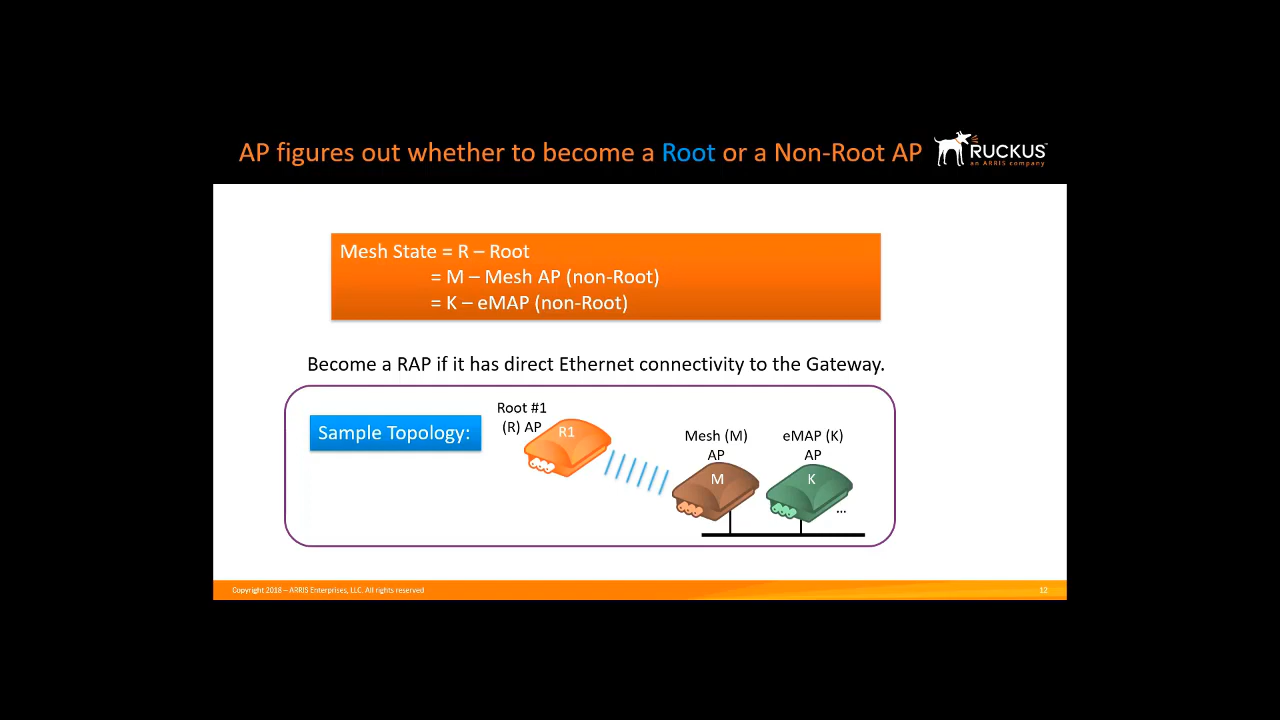 AP figures out whether to become a Root or a Non-Root AP
RUCKUS
an ARRIS company
Mesh State = R – Root
= M – Mesh AP (non-Root)
= K – eMAP (non-Root)
Become a RAP if it has direct Ethernet connectivity to the Gateway.
Sample Topology:
Root #1
(R) AP
R1
Mesh (M)
AP
M
eMAP (K)
AP
K
...
Copyright 2018 – ARRIS Enterprises, LLC. All rights reserved
12